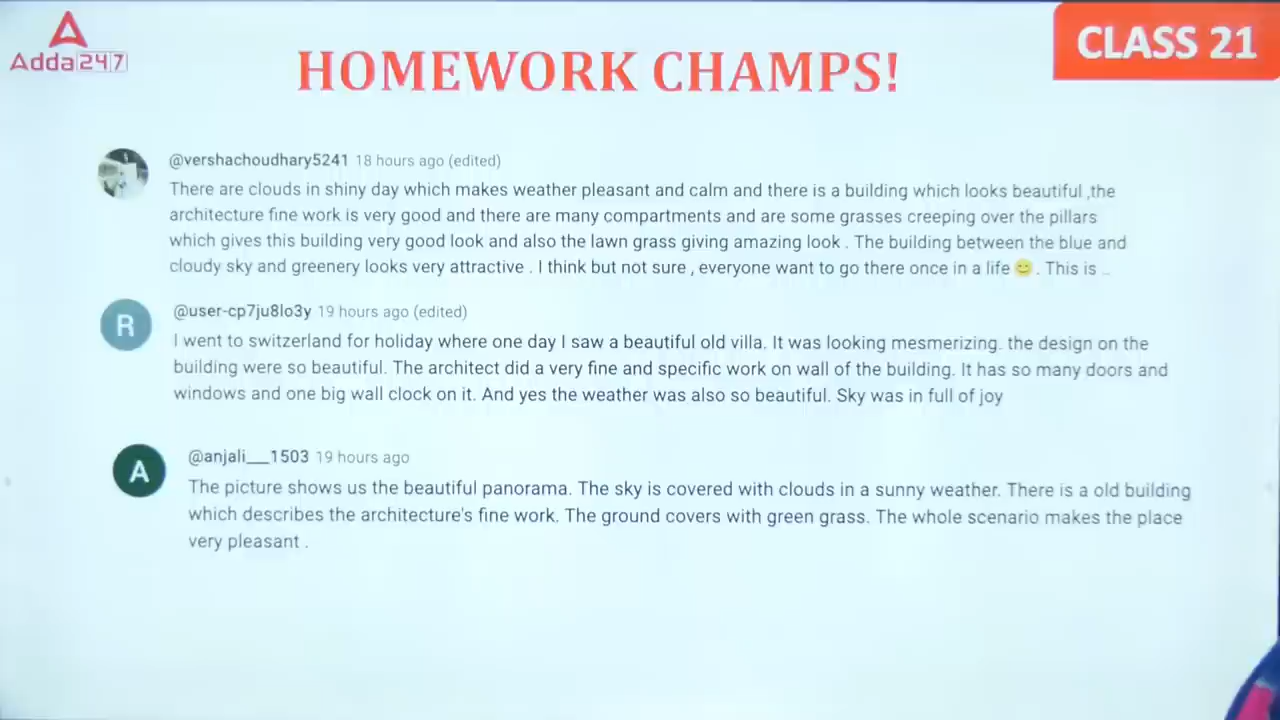 Adda247
CLASS 21
HOMEWORK CHAMPS!
@vershachoudhary5241 18 hours ago (edited)
There are clouds in shiny day which makes weather pleasant and calm and there is a building which looks beautiful ,the
architecture fine work is very good and there are many compartments and are some grasses creeping over the pillars
which gives this building very good look and also the lawn grass giving amazing look . The building between the blue and
cloudy sky and greenery looks very attractive . I think but not sure , everyone want to go there once in a life 😊 . This is ..
R
@user-cp7ju8lo3y 19 hours ago (edited)
I went to switzerland for holiday where one day I saw a beautiful old villa. It was looking mesmerizing. the design on the
building were so beautiful. The architect did a very fine and specific work on wall of the building. It has so many doors and
windows and one big wall clock on it. And yes the weather was also so beautiful. Sky was in full of joy
A
@anjali__1503 19 hours ago
The picture shows us the beautiful panorama. The sky is covered with clouds in a sunny weather. There is a old building
which describes the architecture's fine work. The ground covers with green grass. The whole scenario makes the place
very pleasant .